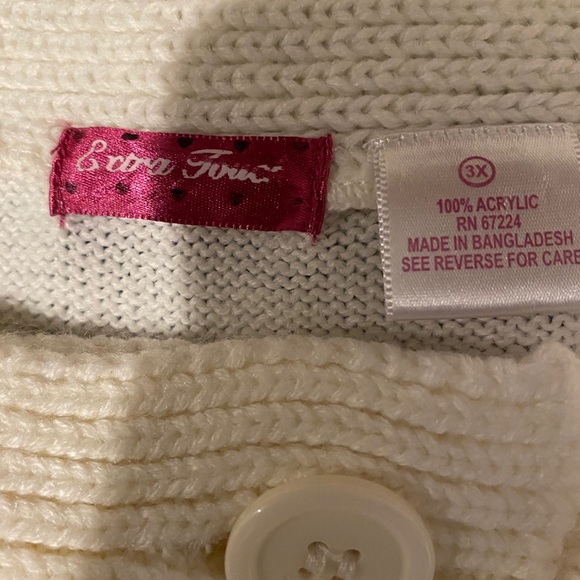 Extra Touch
3X
100% ACRYLIC
RN 67224
MADE IN BANGLADESH
SEE REVERSE FOR CARE